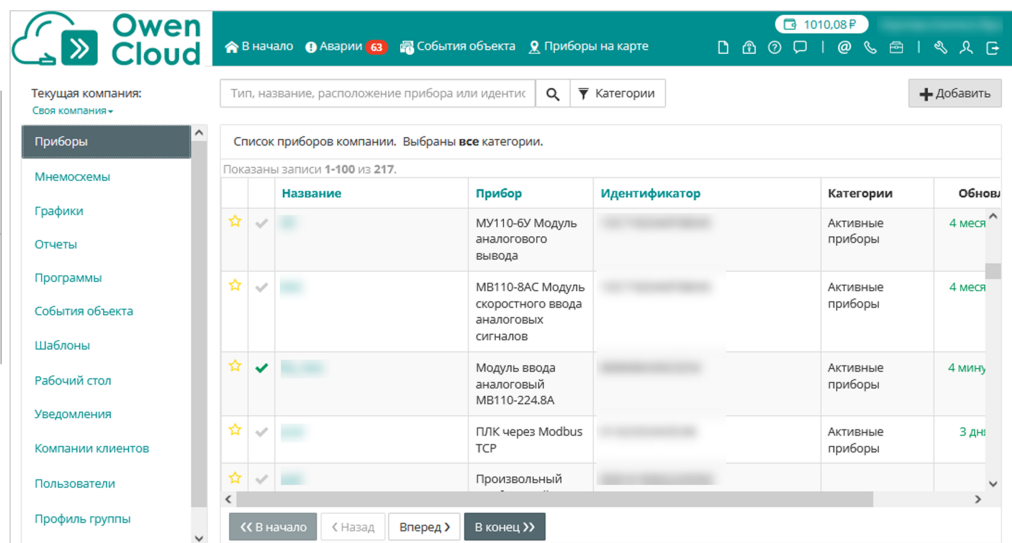 Owen
Cloud
1010,08 ₽
В начало
Аварии 63
События объекта
Приборы на карте
Текущая компания:
Своя компания
Тип, название, расположение прибора или идентис
Категории
Добавить
Приборы
Мнемосхемы
Графики
Отчеты
Программы
События объекта
Шаблоны
Рабочий стол
Уведомления
Компании клиентов
Пользователи
Профиль группы
Список приборов компании. Выбраны все категории.
Показаны записи 1-100 из 217.
Название Прибор Идентификатор Категории Обновл
МУ110-6У Модуль
аналогового
вывода
Активные
приборы
4 меся
МВ110-8АС Модуль
скоростного ввода
аналоговых
сигналов
Активные
приборы
4 меся
Модуль ввода
аналоговый
МВ110-224.8А
Активные
приборы
4 мину
ПЛК через Modbus
TCP
Активные
приборы
3 дн
Произвольный
В начало
Назад
Вперед
В конец